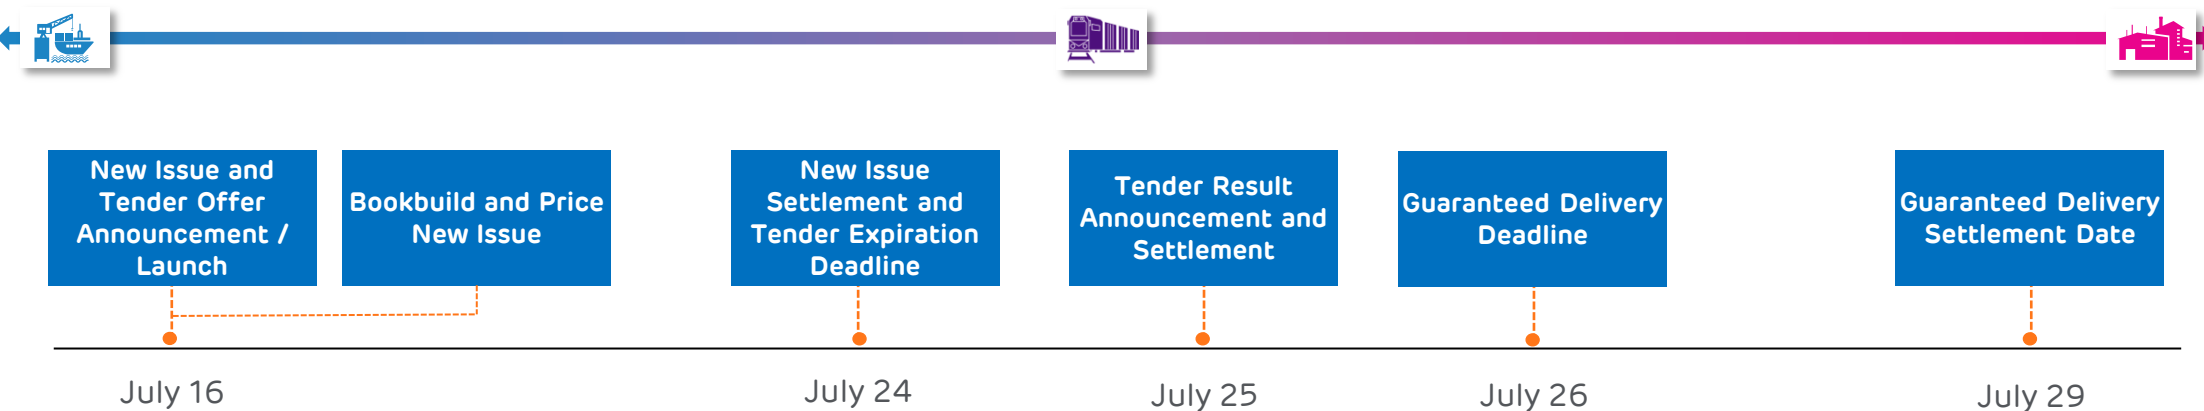 New Issue and
Tender Offer
Announcement /
Launch
Bookbuild and Price
New Issue
New Issue
Settlement and
Tender Expiration
Deadline
Tender Result
Announcement and
Settlement
Guaranteed Delivery
Deadline
Guaranteed Delivery
Settlement Date
July 16
July 24
July 25
July 26
July 29